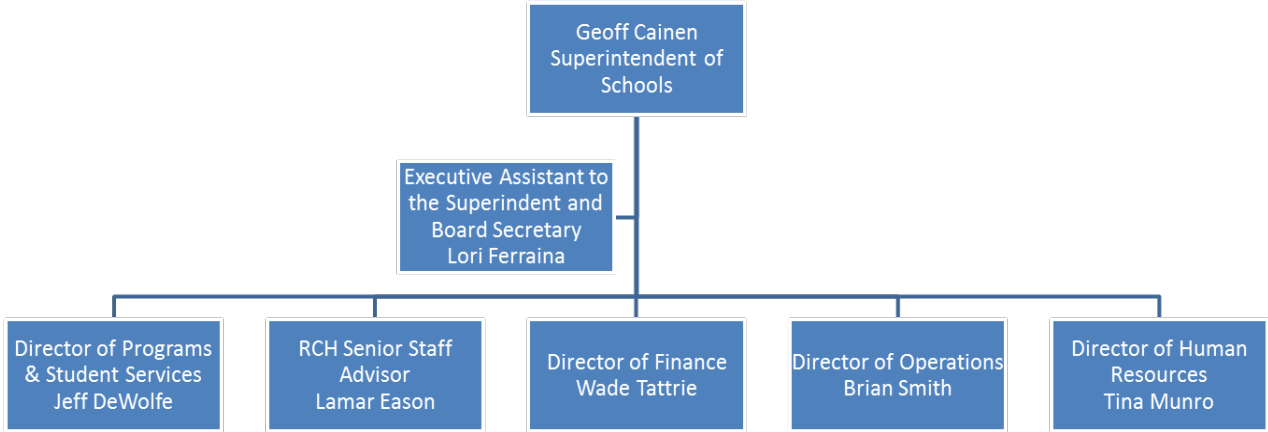 Geoff Cainen
Superintendent of
Schools
Executive Assistant to
the Superindent and
Board Secretary
Lori Ferraina
Director of Programs
& Student Services
Jeff DeWolfe
RCH Senior Staff
Advisor
Lamar Eason
Director of Finance
Wade Tattrie
Director of Operations
Brian Smith
Director of Human
Resources
Tina Munro